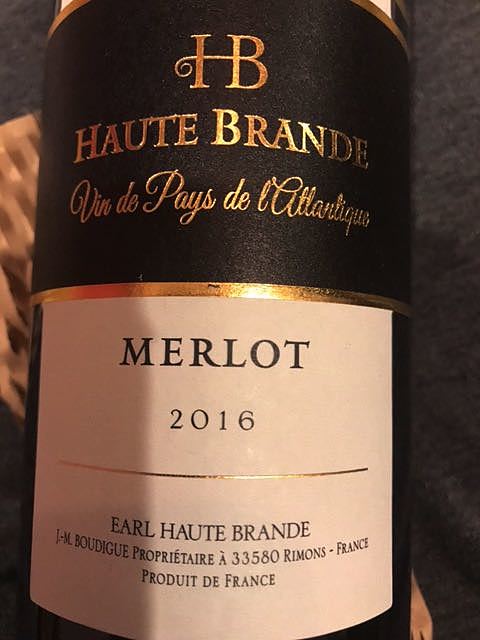 HB
HAUTE BRANDE
Vin de Pays de l'Atlantique
MERLOT
2016
EARL HAUTE BRANDE
J.-M. BOUDIGUE PROPRIÉTAIRE À 33580 RIMONS - FRANCE
PRODUIT DE FRANCE